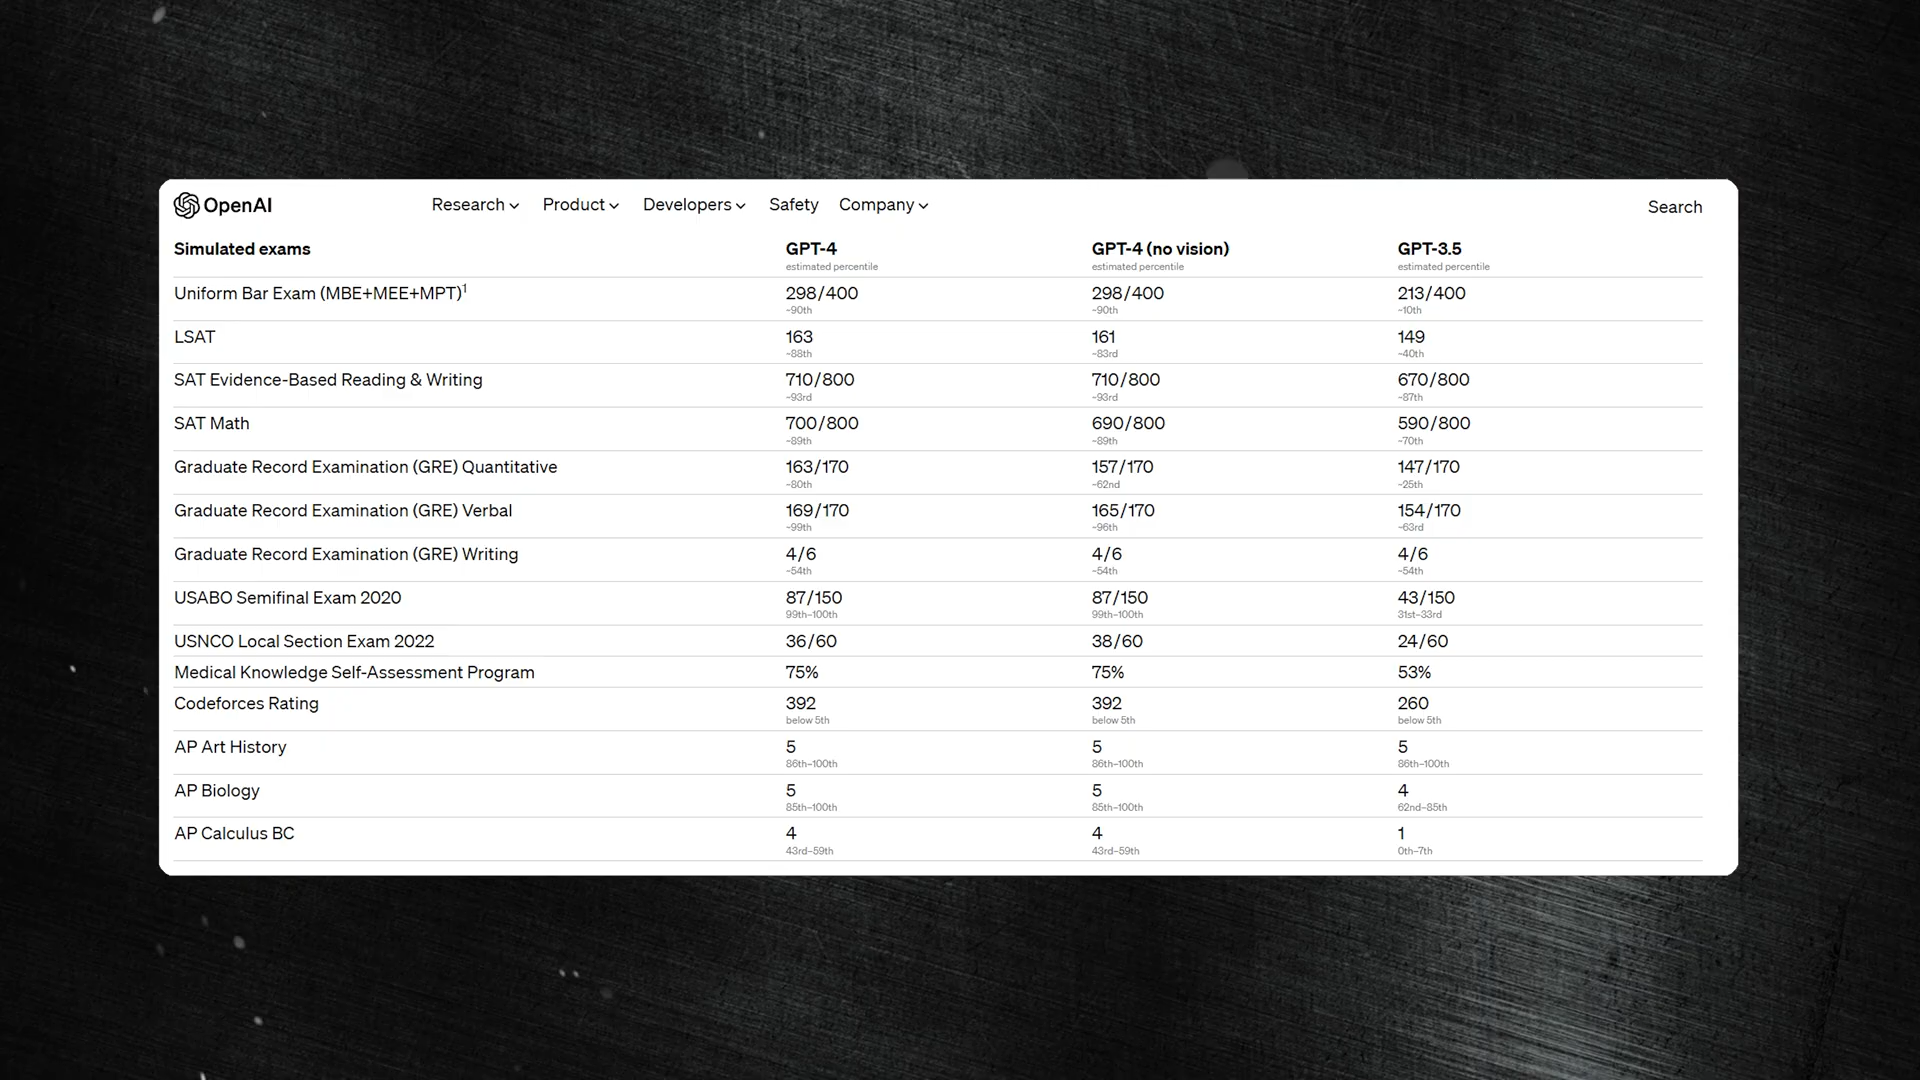 OpenAI Research Product Developers Safety Company Search
Simulated exams GPT-4 GPT-4 (no vision) GPT-3.5
estimated percentile estimated percentile estimated percentile
Uniform Bar Exam (MBE+MEE+MPT)¹ 298/400 298/400 213/400
~90th ~90th ~10th
LSAT 163 161 149
~88th ~83rd ~40th
SAT Evidence-Based Reading & Writing 710/800 710/800 670/800
~93rd ~93rd ~87th
SAT Math 700/800 690/800 590/800
~89th ~89th ~70th
Graduate Record Examination (GRE) Quantitative 163/170 157/170 147/170
~80th ~62nd ~25th
Graduate Record Examination (GRE) Verbal 169/170 165/170 154/170
~99th ~96th ~63rd
Graduate Record Examination (GRE) Writing 4/6 4/6 4/6
~54th ~54th ~54th
USABO Semifinal Exam 2020 87/150 87/150 43/150
99th–100th 99th–100th 31st–33rd
USNCO Local Section Exam 2022 36/60 38/60 24/60
Medical Knowledge Self-Assessment Program 75% 75% 53%
Codeforces Rating 392 392 260
below 5th below 5th below 5th
AP Art History 5 5 5
86th–100th 86th–100th 86th–100th
AP Biology 5 5 4
85th–100th 85th–100th 62nd–85th
AP Calculus BC 4 4 1
43rd–59th 43rd–59th 0th–7th